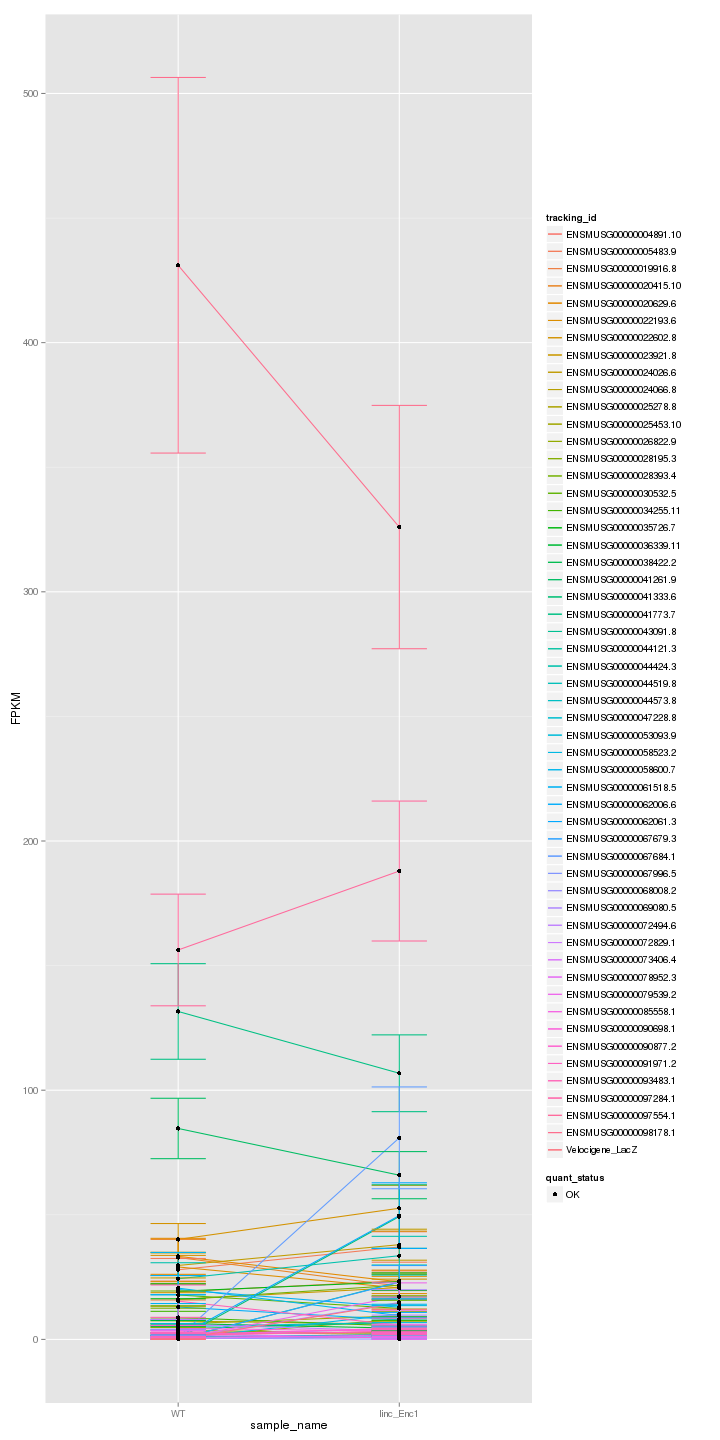 500
400
300
200
100
0
FPKM
WT
linc_Enc1
sample_name
tracking_id
ENSMUSG00000004891.10
ENSMUSG00000005483.9
ENSMUSG00000019916.8
ENSMUSG00000020415.10
ENSMUSG00000020629.6
ENSMUSG00000022193.6
ENSMUSG00000022602.8
ENSMUSG00000023921.8
ENSMUSG00000024026.6
ENSMUSG00000024066.8
ENSMUSG00000025278.8
ENSMUSG00000025453.10
ENSMUSG00000026822.9
ENSMUSG00000028195.3
ENSMUSG00000028393.4
ENSMUSG00000030532.5
ENSMUSG00000034255.11
ENSMUSG00000035726.7
ENSMUSG00000036339.11
ENSMUSG00000038422.2
ENSMUSG00000041261.9
ENSMUSG00000041333.6
ENSMUSG00000041773.7
ENSMUSG00000043091.8
ENSMUSG00000044121.3
ENSMUSG00000044424.3
ENSMUSG00000044519.8
ENSMUSG00000044573.8
ENSMUSG00000047228.8
ENSMUSG00000053093.9
ENSMUSG00000058523.2
ENSMUSG00000058600.7
ENSMUSG00000061518.5
ENSMUSG00000062006.6
ENSMUSG00000062061.3
ENSMUSG00000067679.3
ENSMUSG00000067684.1
ENSMUSG00000067996.5
ENSMUSG00000068008.2
ENSMUSG00000069080.5
ENSMUSG00000072494.6
ENSMUSG00000072829.1
ENSMUSG00000073406.4
ENSMUSG00000078952.3
ENSMUSG00000079539.2
ENSMUSG00000085558.1
ENSMUSG00000090698.1
ENSMUSG00000090877.2
ENSMUSG00000091971.2
ENSMUSG00000093483.1
ENSMUSG00000097284.1
ENSMUSG00000097554.1
ENSMUSG00000098178.1
Velocigene_LacZ
quant_status
OK